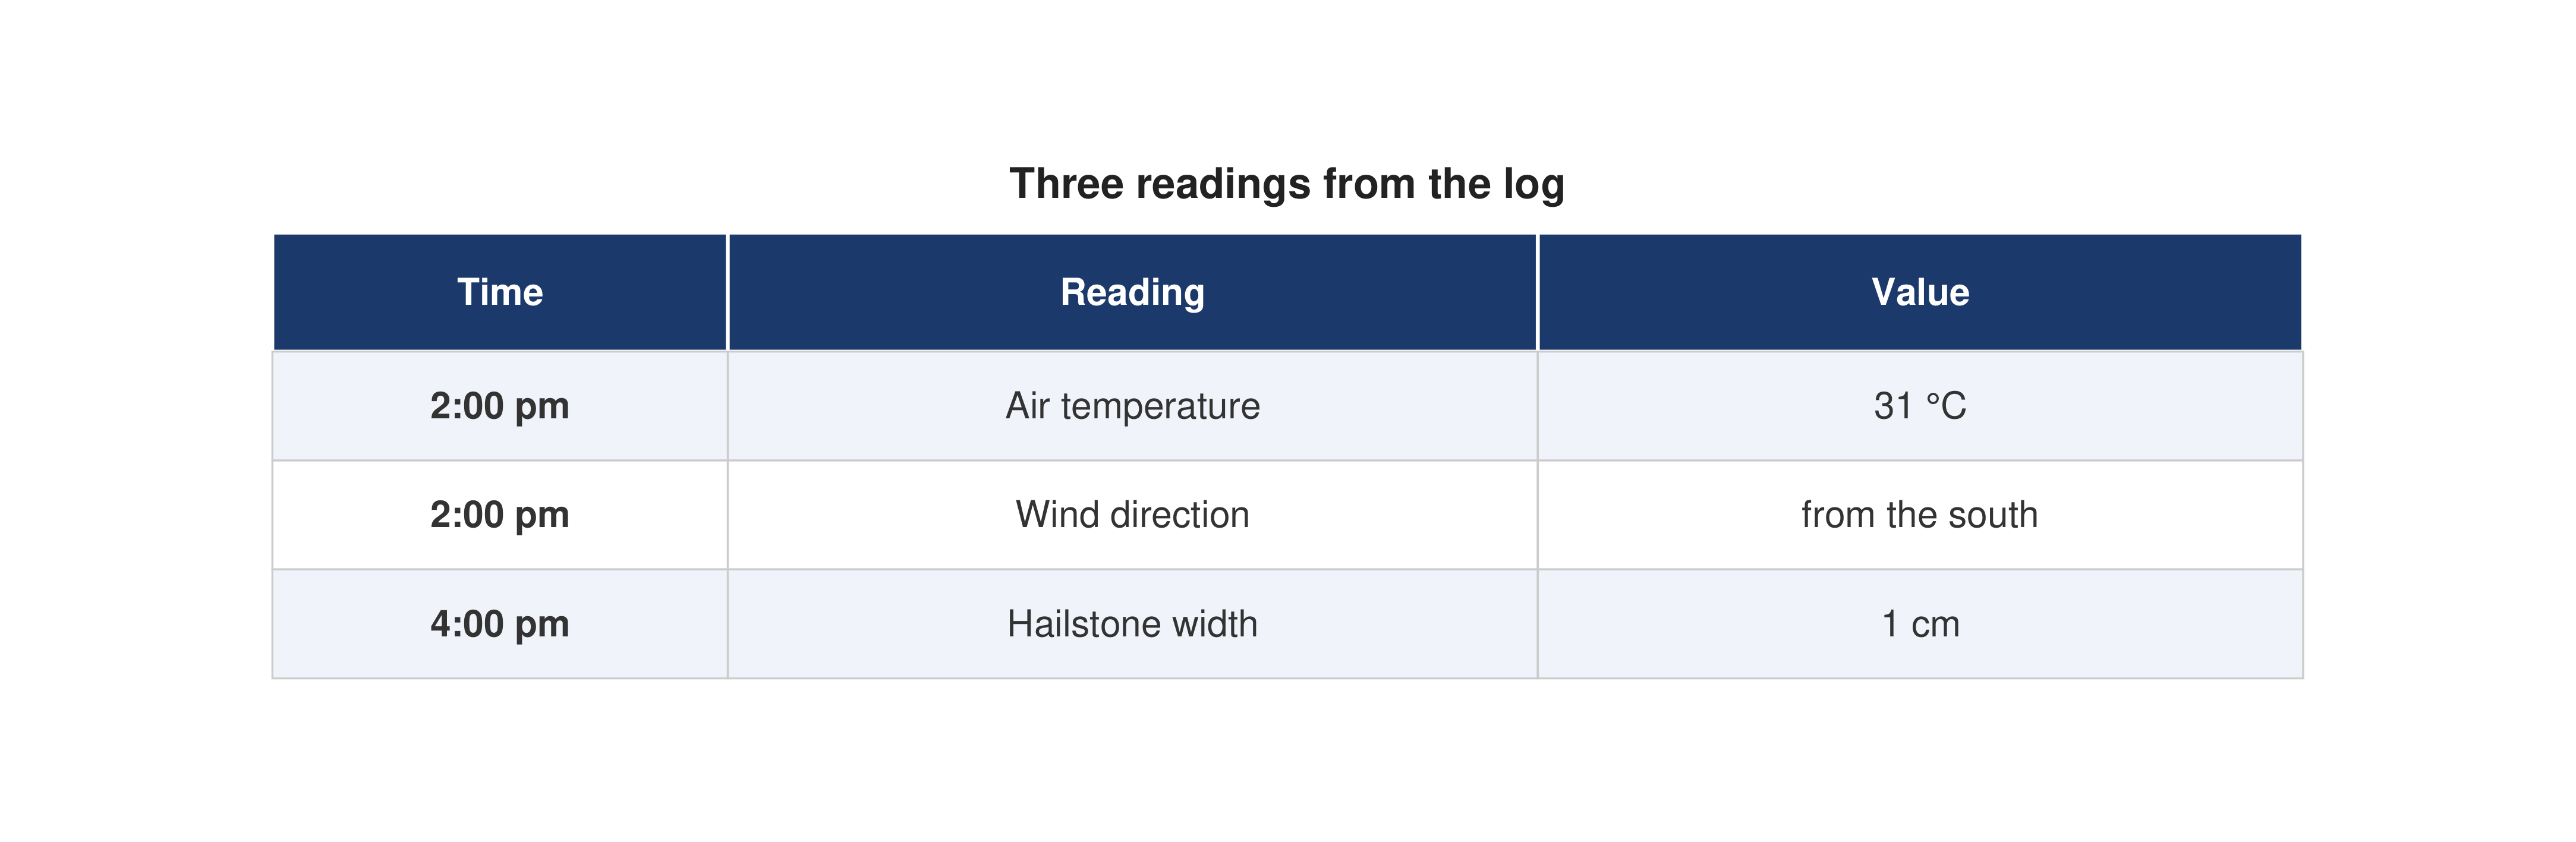 Three readings from the log
Time Reading Value
2:00 pm Air temperature 31 °C
2:00 pm Wind direction from the south
4:00 pm Hailstone width 1 cm